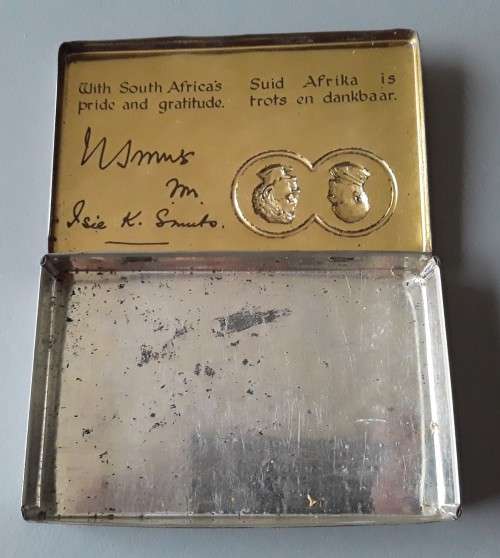 With South Africa's
pride and gratitude.
Suid Afrika is
trots en dankbaar.
Isie K. Smuts.